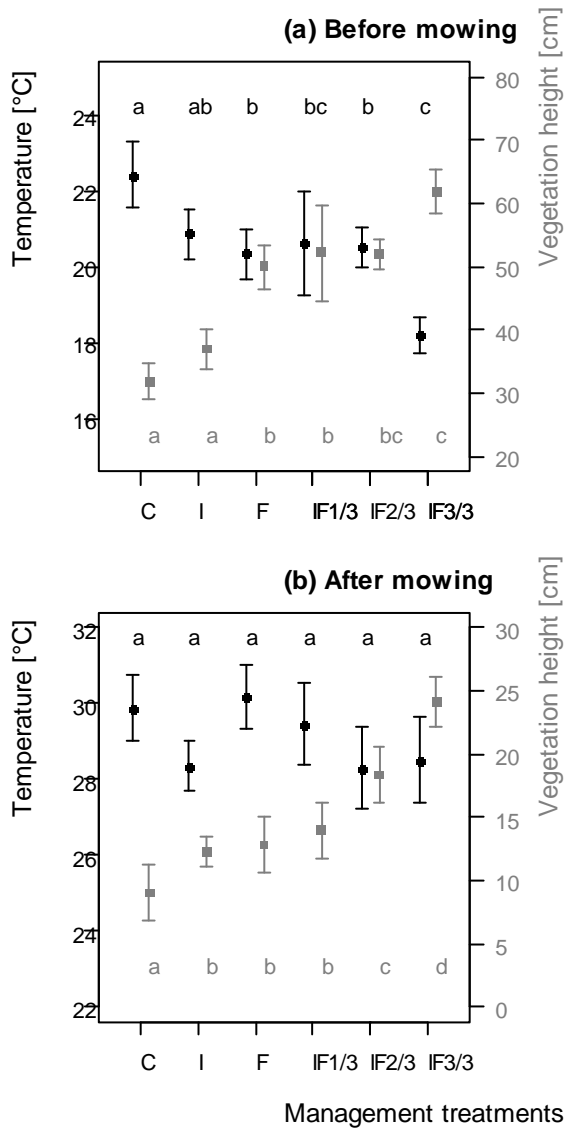 (a) Before mowing
Temperature [°C]
Vegetation height [cm]
24
22
20
18
16
80
70
60
50
40
30
20
a ab b bc b c
a a b b bc c
C I F IF1/3 IF2/3 IF3/3
(b) After mowing
Temperature [°C]
Vegetation height [cm]
32
30
28
26
24
22
30
25
20
15
10
5
0
a a a a a a
a b b b c d
C I F IF1/3 IF2/3 IF3/3
Management treatments